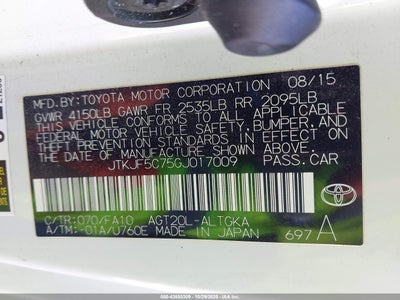 MFD.BY:TOYOTA MOTOR CORPORATION 08/15
GVWR 4150LB GAWR FR 2535LB RR 2095LB
THIS VEHICLE CONFORMS TO ALL APPLICABLE
FEDERAL MOTOR VEHICLE SAFETY,BUMPER,AND
THEFT PREVENTION STANDARDS IN EFFECT ON
THE DATE OF MANUFACTURE SHOWN ABOVE.
JTKJF5C75GJ017009 PASS.CAR
C/TR:070/FA10 AGT20L-ALTGKA
A/TM:-01A/U760E MADE IN JAPAN 697 A
TOYOTA